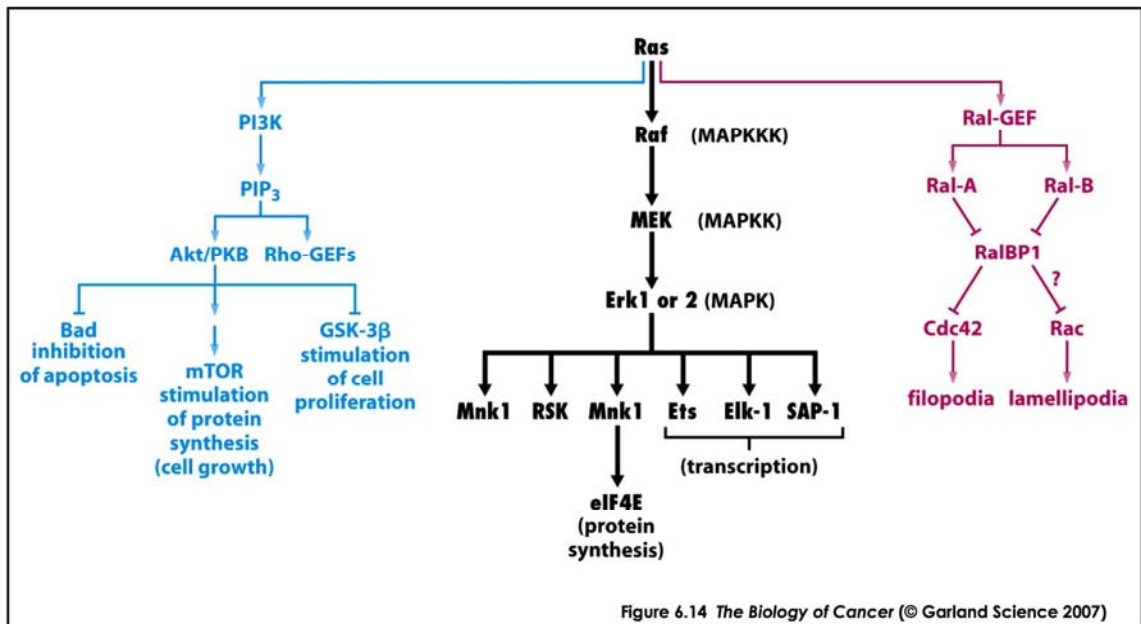 Ras
PI3K
Raf (MAPKKK)
Ral-GEF
PIP3
Ral-A Ral-B
MEK (MAPKK)
Akt/PKB Rho-GEFs
RalBP1
?
Erk1 or 2 (MAPK)
Bad
inhibition
of apoptosis
mTOR
stimulation
of protein
synthesis
(cell growth)
GSK-3β
stimulation
of cell
proliferation
Cdc42 Rac
filopodia lamellipodia
Mnk1 RSK Mnk1 Ets Elk-1 SAP-1
(transcription)
eIF4E
(protein
synthesis)
Figure 6.14 The Biology of Cancer (© Garland Science 2007)